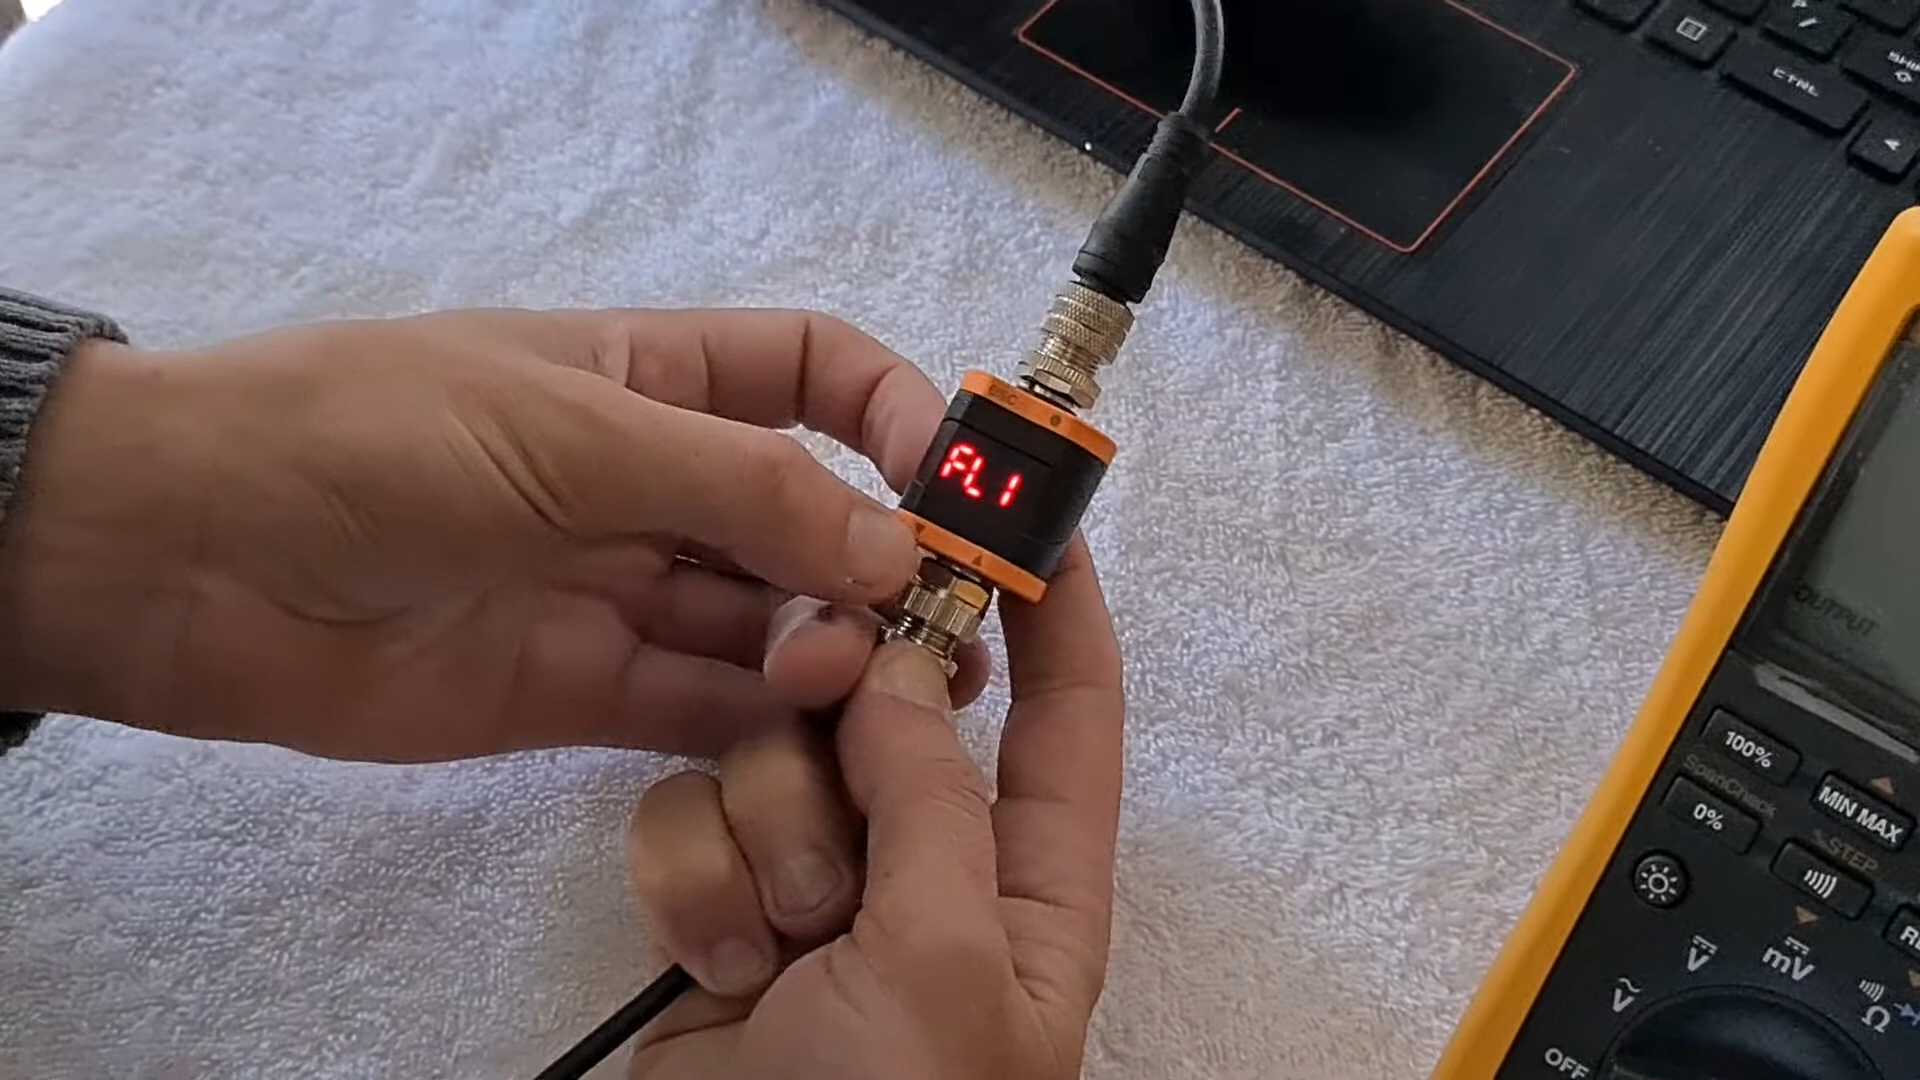 P
/
CTRL
ESC
FL1
OUTPUT
100%
SpanCheck
0%
MIN MAX
STEP
V
mV
V
Ω
OFF